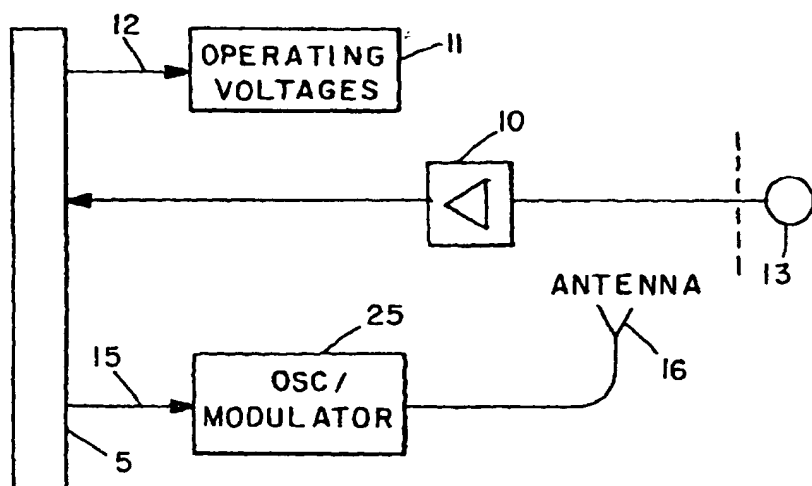 12
OPERATING
VOLTAGES
11
10
13
ANTENNA
16
25
15
OSC/
MODULATOR
5